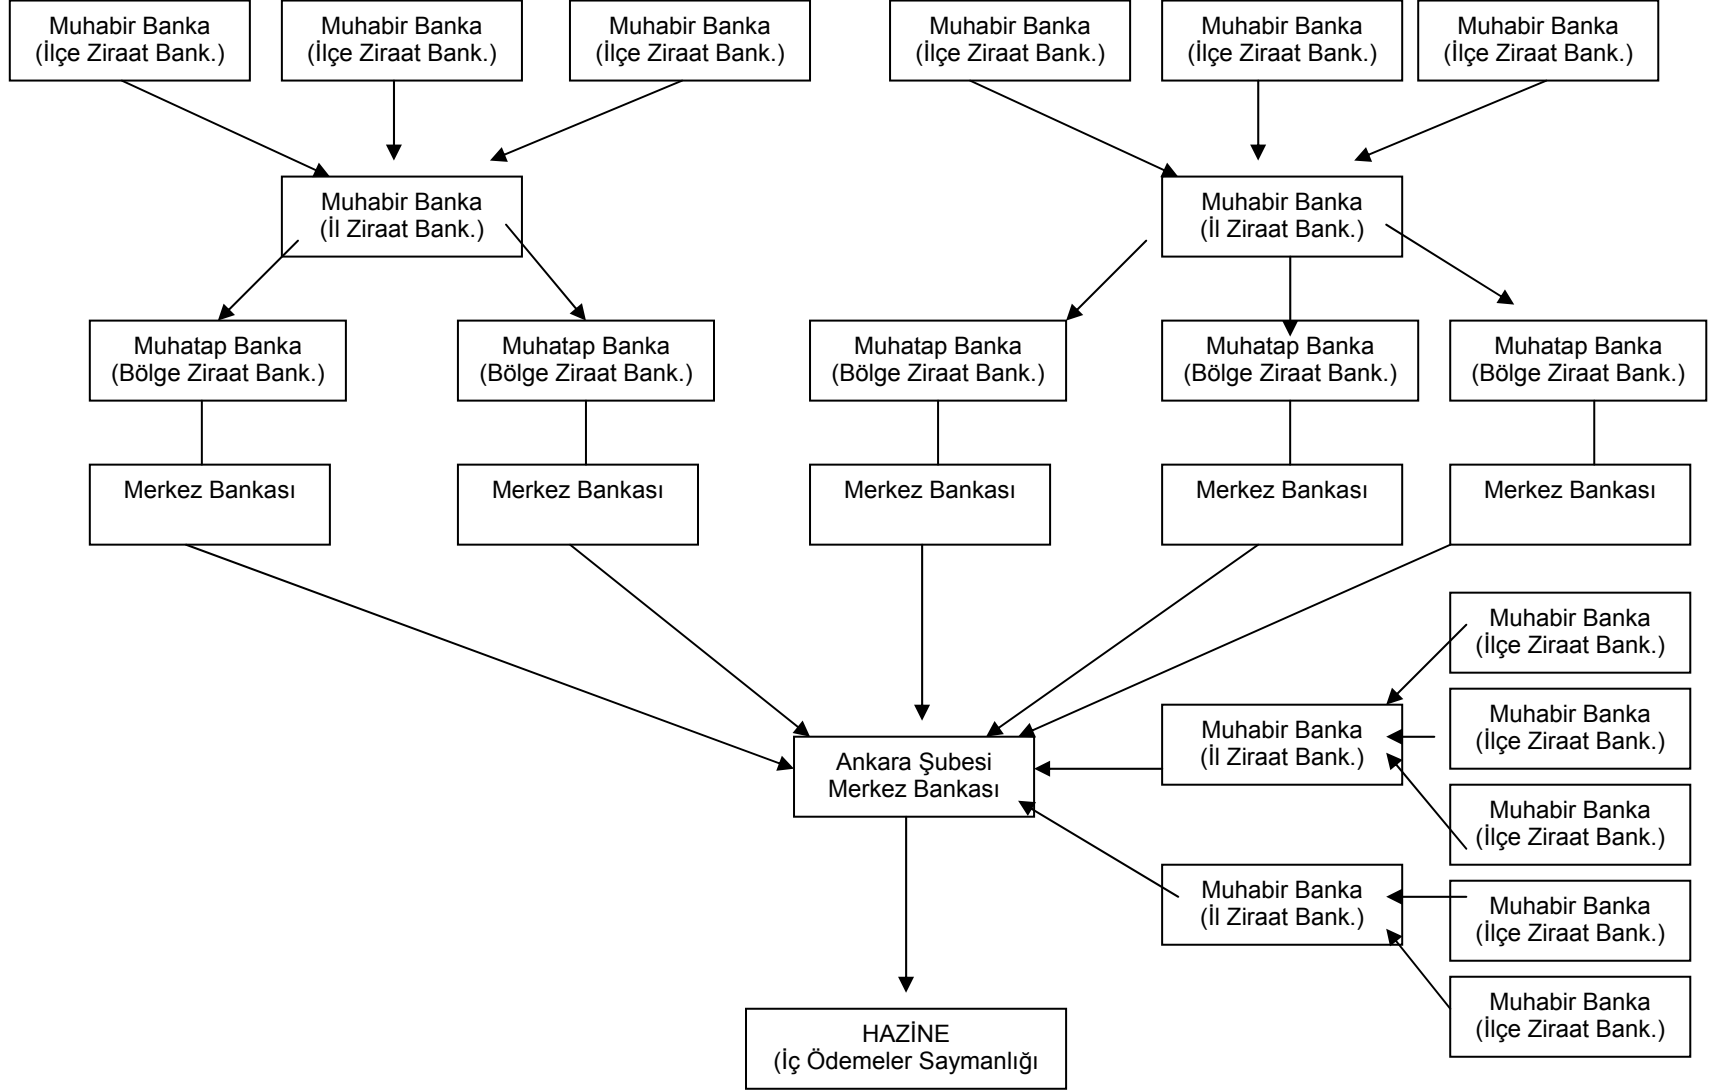 Muhabir Banka
(İlçe Ziraat Bank.)
Muhabir Banka
(İlçe Ziraat Bank.)
Muhabir Banka
(İlçe Ziraat Bank.)
Muhabir Banka
(İlçe Ziraat Bank.)
Muhabir Banka
(İlçe Ziraat Bank.)
Muhabir Banka
(İlçe Ziraat Bank.)
Muhabir Banka
(İl Ziraat Bank.)
Muhabir Banka
(İl Ziraat Bank.)
Muhatap Banka
(Bölge Ziraat Bank.)
Muhatap Banka
(Bölge Ziraat Bank.)
Muhatap Banka
(Bölge Ziraat Bank.)
Muhatap Banka
(Bölge Ziraat Bank.)
Muhatap Banka
(Bölge Ziraat Bank.)
Merkez Bankası
Merkez Bankası
Merkez Bankası
Merkez Bankası
Merkez Bankası
Muhabir Banka
(İlçe Ziraat Bank.)
Muhabir Banka
(İlçe Ziraat Bank.)
Muhabir Banka
(İl Ziraat Bank.)
Ankara Şubesi
Merkez Bankası
Muhabir Banka
(İlçe Ziraat Bank.)
Muhabir Banka
(İl Ziraat Bank.)
Muhabir Banka
(İlçe Ziraat Bank.)
Muhabir Banka
(İlçe Ziraat Bank.)
HAZİNE
(İç Ödemeler Saymanlığı